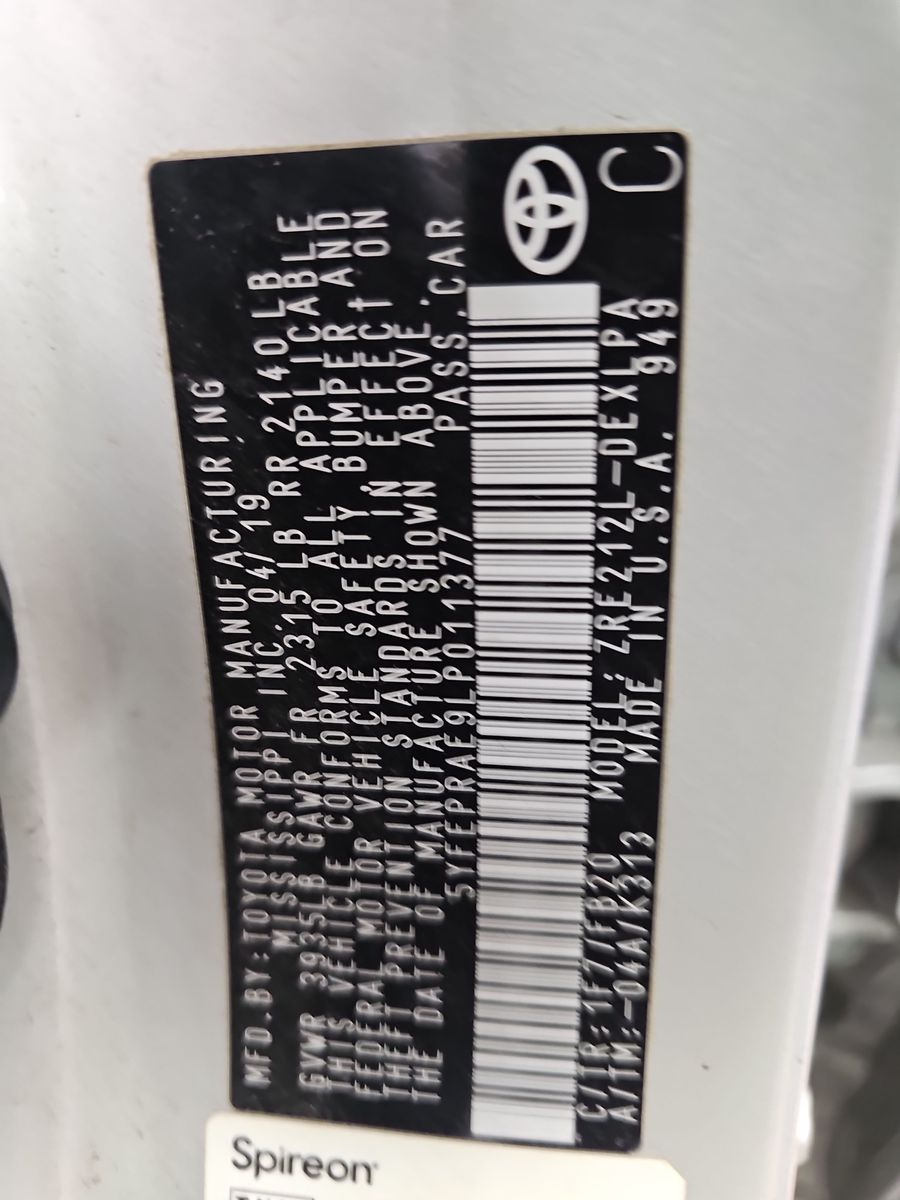 MFD.BY:TOYOTA MOTOR MANUFACTURING
MISSISSIPPI INC. 04/19
GVWR 3935LB GAWR FR 2315 LB RR 2140LB
THIS VEHICLE CONFORMS TO ALL APPLICABLE
FEDERAL MOTOR VEHICLE SAFETY, BUMPER AND
THEFT PREVENTION STANDARDS IN EFFECT ON
THE DATE OF MANUFACTURE SHOWN ABOVE.
5YFEPRAE9LP011377 PASS.CAR
C/TR:1F7/FB20 MODEL:ZRE212L-DEXLPA
A/TM:-04A/K313 MADE IN U.S.A. 949
C
Spireon